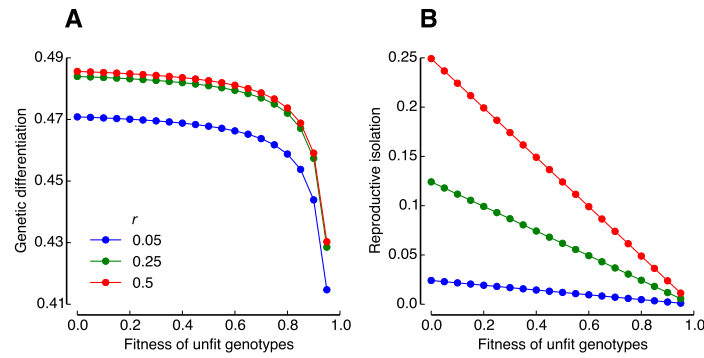 A
Genetic differentiation
0.49
0.47
0.45
0.43
0.41
r
0.05
0.25
0.5
0.0 0.2 0.4 0.6 0.8 1.0
Fitness of unfit genotypes
B
Reproductive isolation
0.25
0.2
0.15
0.1
0.05
0.0
0.0 0.2 0.4 0.6 0.8 1.0
Fitness of unfit genotypes